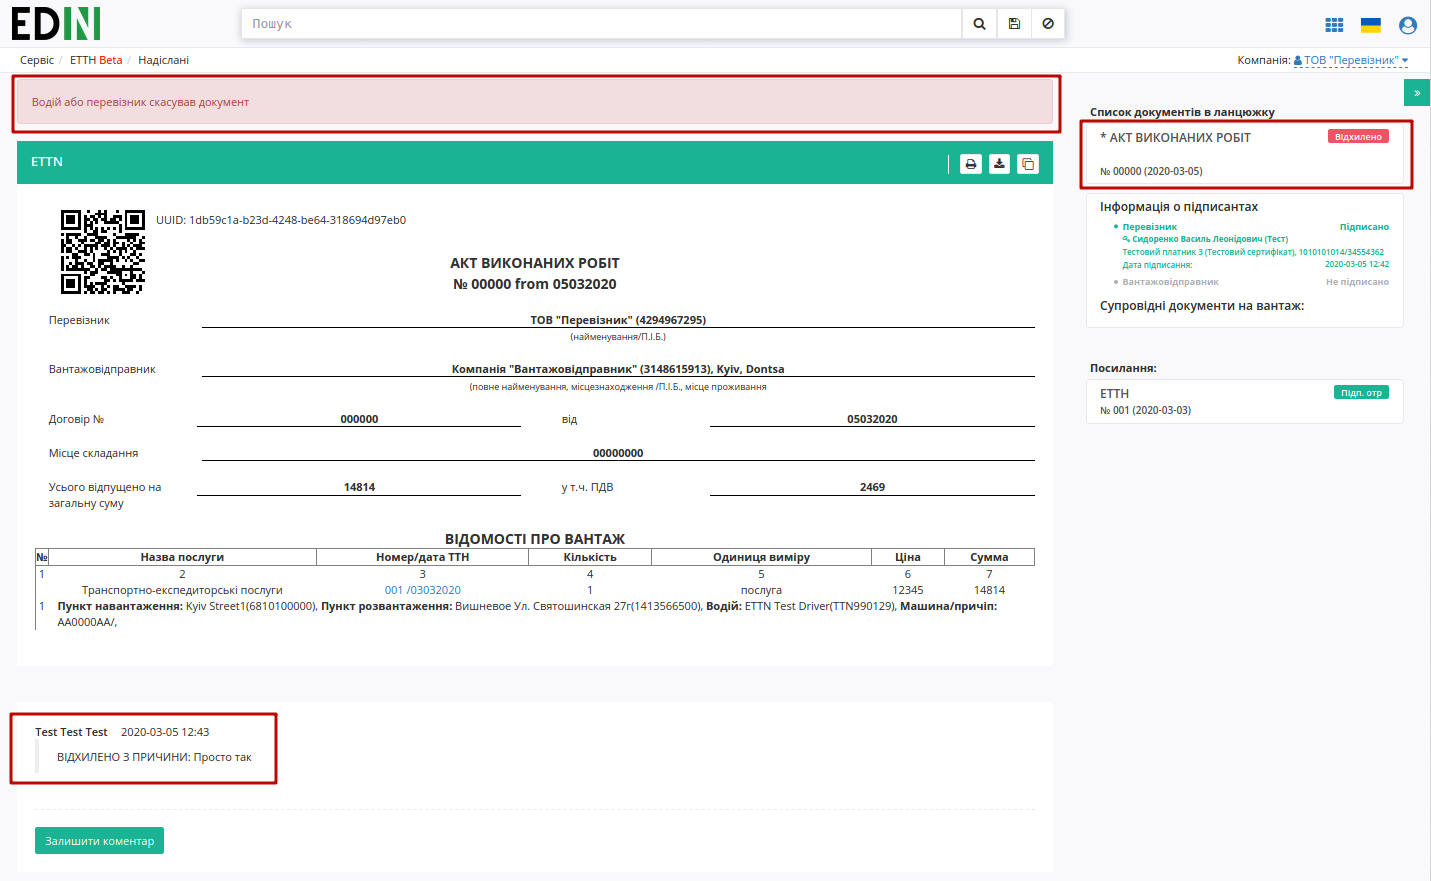 EDIN
Пошук
Сервіс / ЕТТН Beta / Надіслані
Компанія: ТОВ "Перевізник"
Водій або перевізник скасував документ
»
ETTN
UUID: 1db59c1a-b23d-4248-be64-318694d97eb0
АКТ ВИКОНАНИХ РОБІТ
№ 00000 from 05032020
Перевізник ТОВ "Перевізник" (4294967295)
(найменування/П.І.Б.)
Вантажовідправник Компанія "Вантажовідправник" (3148615913), Kyiv, Dontsa
(повне найменування, місцезнаходження /П.І.Б., місце проживання
Договір № 000000 від 05032020
Місце складання 00000000
Усього відпущено на загальну суму 14814 у т.ч. ПДВ 2469
ВІДОМОСТІ ПРО ВАНТАЖ
№ Назва послуги Номер/дата ТТН Кількість Одиниця виміру Ціна Сумма
1 2 3 4 5 6 7
Транспортно-експедиторські послуги 001 /03032020 1 послуга 12345 14814
1 Пункт навантаження: Kyiv Street1(6810100000), Пункт розвантаження: Вишневое Ул. Святошинская 27г(1413566500), Водій: ETTN Test Driver(TTN990129), Машина/причіп:
AA0000AA/,
Test Test Test 2020-03-05 12:43
ВІДХИЛЕНО З ПРИЧИНИ: Просто так
Залишити коментар
Список документів в ланцюжку
* АКТ ВИКОНАНИХ РОБІТ Відхилено
№ 00000 (2020-03-05)
Інформація о підписантах
Перевізник Підписано
Сидоренко Василь Леонідович (Тест)
Тестовий платник 3 (Тестовий сертифікат), 1010101014/34554362
Дата підписання: 2020-03-05 12:42
Вантажовідправник Не підписано
Супровідні документи на вантаж:
Посилання:
ЕТТН Підп. отр
№ 001 (2020-03-03)